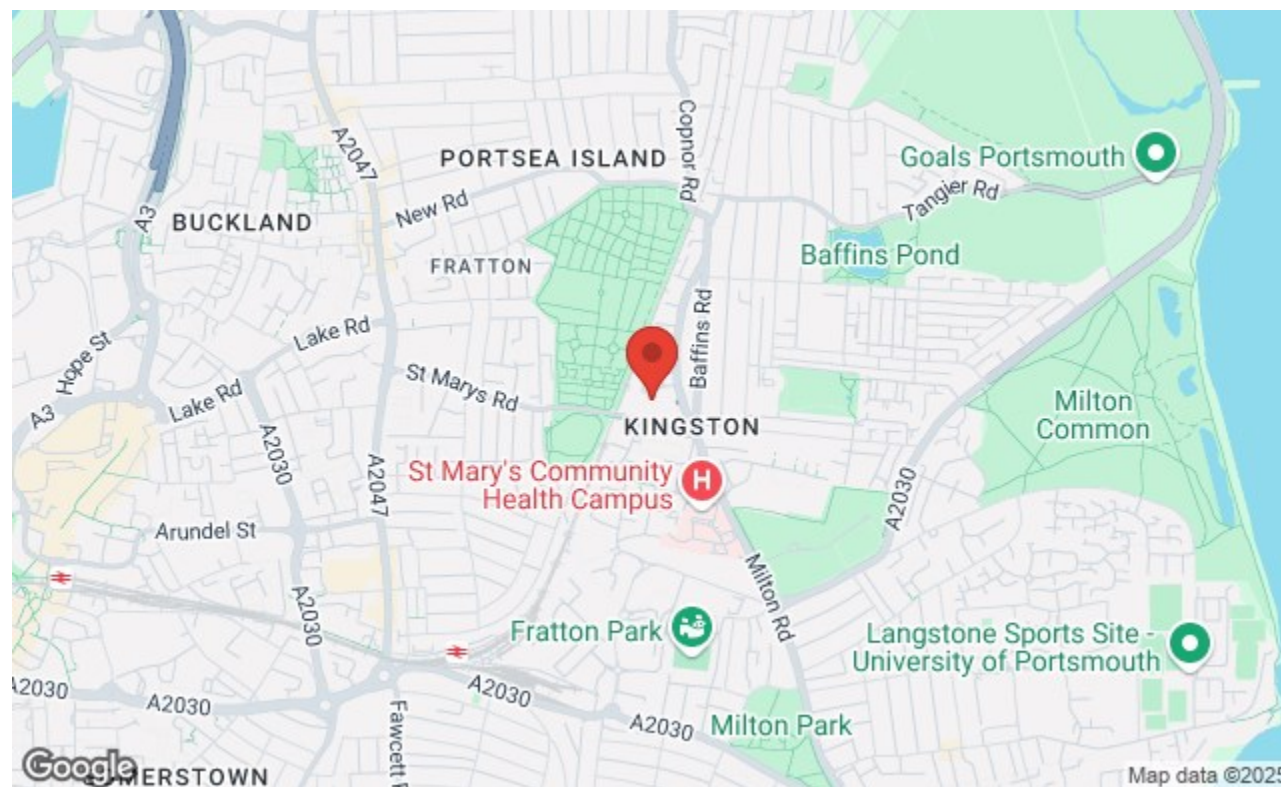 Copnor Rd
A2047
PORTSEA ISLAND
Goals Portsmouth
Tangier Rd
A3
BUCKLAND
New Rd
Baffins Pond
FRATTON
Baffins Rd
Lake Rd
Hope St
St Marys Rd
Lake Rd
A3
KINGSTON
Milton
Common
A2030
A2047
St Mary's Community
Health Campus
H
A2030
Arundel St
Milton Rd
A2030
Fratton Park
Langstone Sports Site -
University of Portsmouth
A2030
A2030
A2030
A2030
Milton Park
Fawcett
Google
Map data ©2025